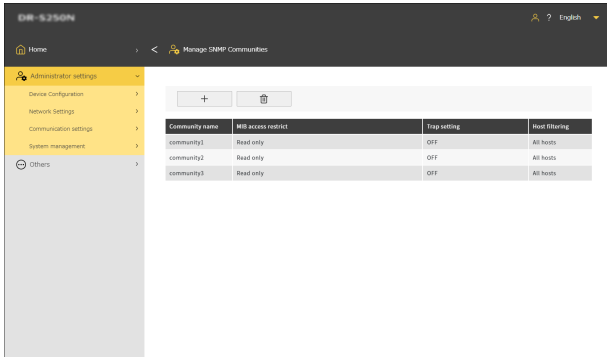 DR-S250N
? English
Home
< Manage SNMP Communities
Administrator settings
Device Configuration
Network Settings
Communication settings
System management
Others
Community name MIB access restrict Trap setting Host filtering
community1 Read only OFF All hosts
community2 Read only OFF All hosts
community3 Read only OFF All hosts